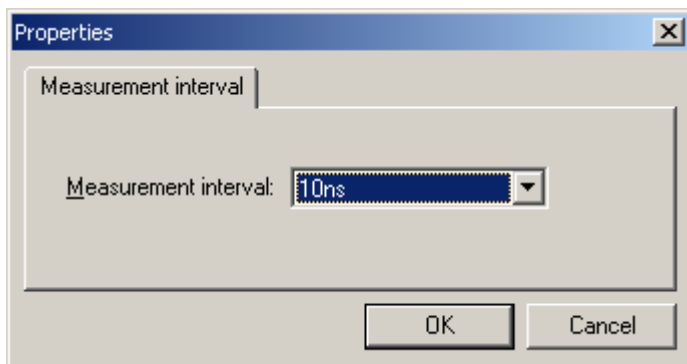 Properties
Measurement interval
Measurement interval: 10ns
OK Cancel